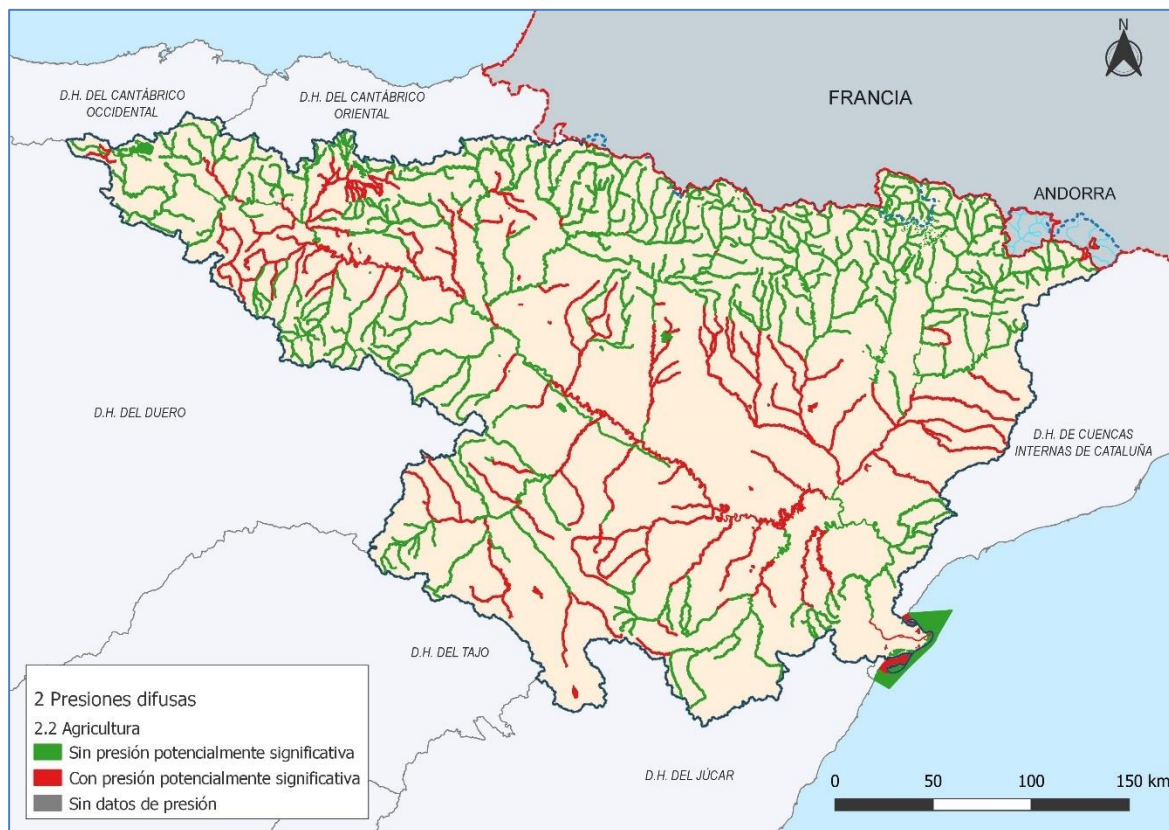 N
D.H. DEL CANTÁBRICO
OCCIDENTAL
D.H. DEL CANTÁBRICO
ORIENTAL
FRANCIA
ANDORRA
D.H. DEL DUERO
D.H. DE CUENCAS
INTERNAS DE CATALUÑA
D.H. DEL TAJO
D.H. DEL JÚCAR
2 Presiones difusas
2.2 Agricultura
Sin presión potencialmente significativa
Con presión potencialmente significativa
Sin datos de presión
0 50 100 150 km